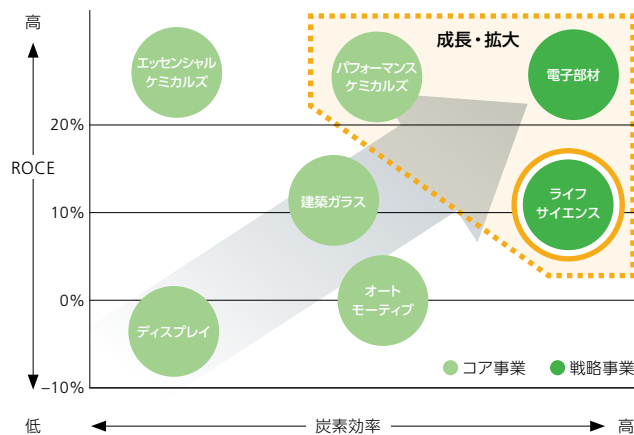 高
成長・拡大
エッセンシャル
ケミカルズ
パフォーマンス
ケミカルズ
電子部材
20%
ROCE
建築ガラス
ライフ
サイエンス
10%
0%
オート
モーティブ
ディスプレイ
コア事業
戦略事業
–10%
低
炭素効率
高